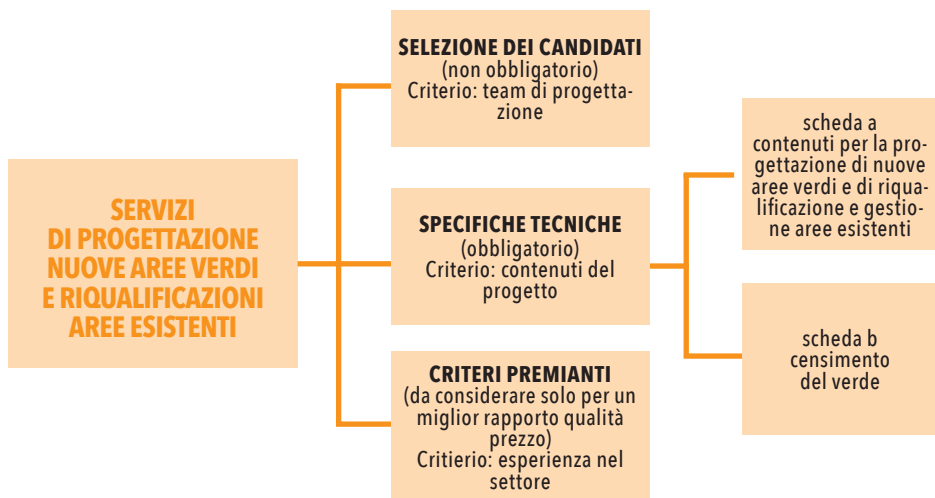 SERVIZI
DI PROGETTAZIONE
NUOVE AREE VERDI
E RIQUALIFICAZIONI
AREE ESISTENTI
SELEZIONE DEI CANDIDATI
(non obbligatorio)
Criterio: team di progetta-
zione
SPECIFICHE TECNICHE
(obbligatorio)
Criterio: contenuti del
progetto
CRITERI PREMIANTI
(da considerare solo per un
miglior rapporto qualità
prezzo)
Critierio: esperienza nel
settore
scheda a
contenuti per la pro-
gettazione di nuove
aree verdi e di riqua-
lificazione e gestio-
ne aree esistenti
scheda b
censimento
del verde